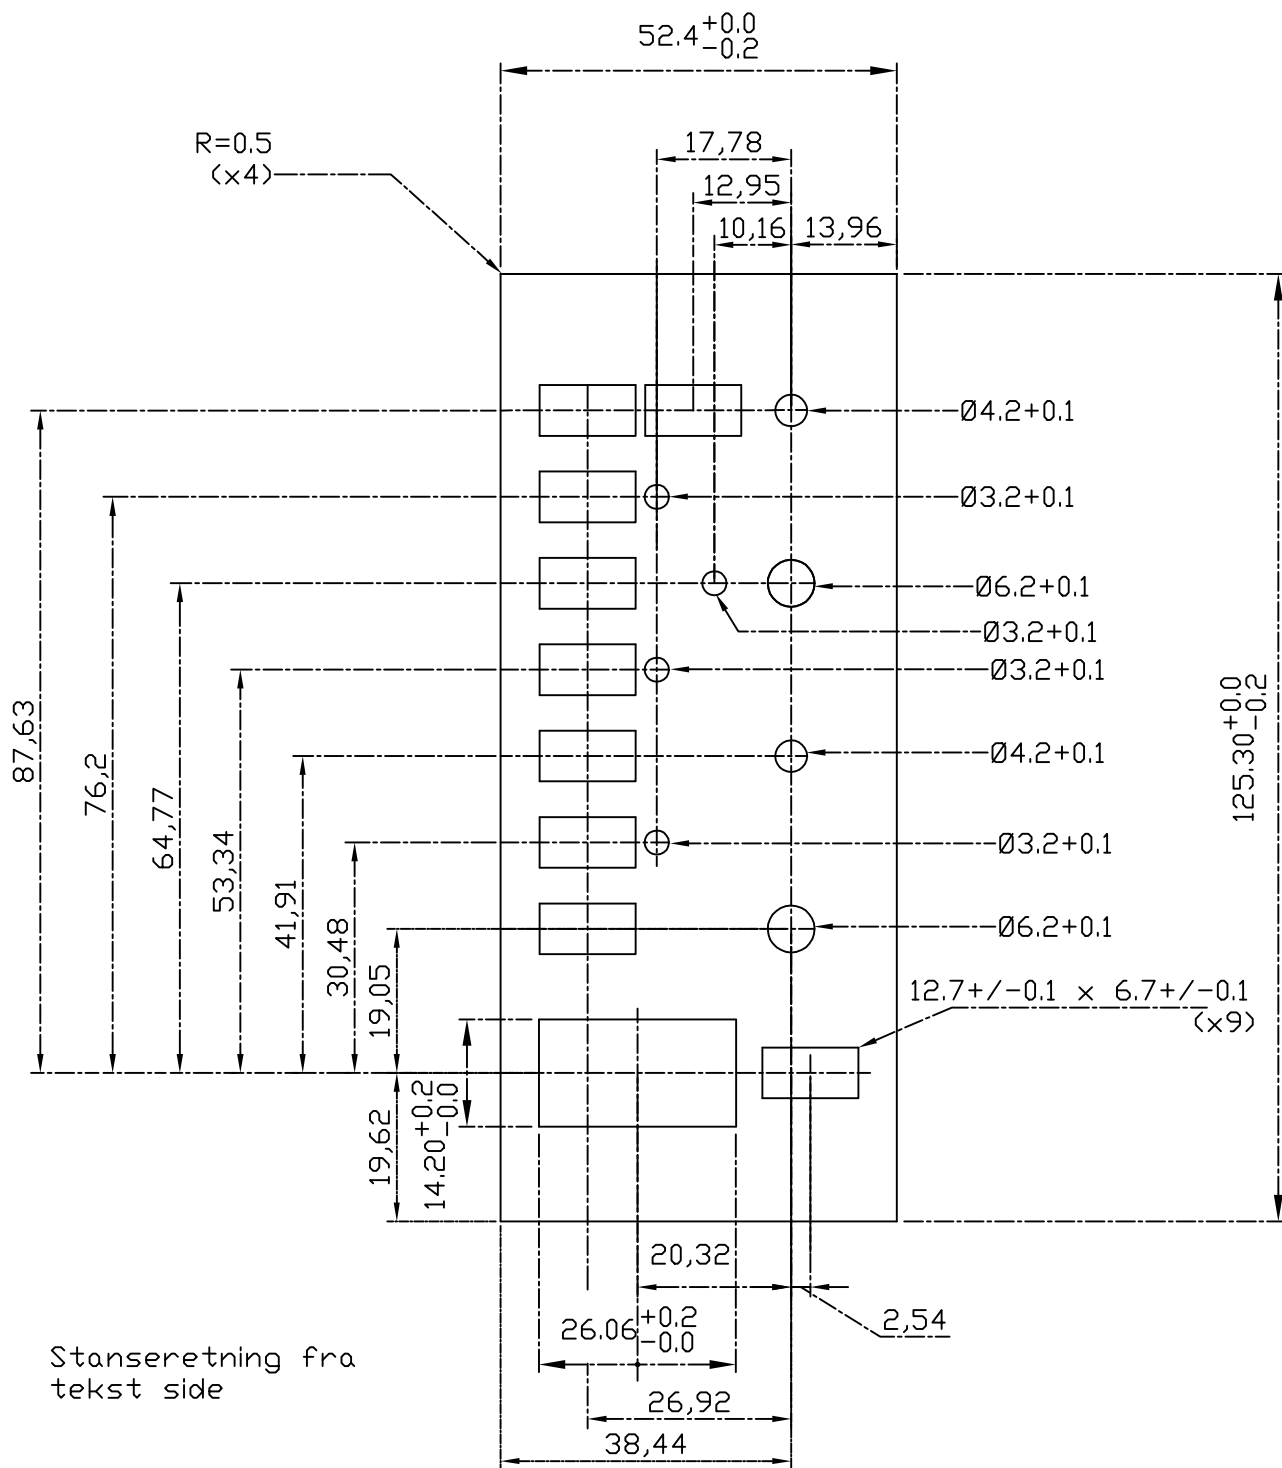 52.4 +0.0 -0.2
R=0.5
(x4)
17,78
12,95
10,16
13,96
Ø4.2+0.1
Ø3.2+0.1
Ø6.2+0.1
Ø3.2+0.1
Ø3.2+0.1
Ø4.2+0.1
Ø3.2+0.1
Ø6.2+0.1
125.30 +0.0 -0.2
87,63
76,2
64,77
53,34
41,91
30,48
19,05
19,62
14.20 +0.2 -0.0
12.7+/-0.1 x 6.7+/-0.1
(x9)
20,32
2,54
26.06 +0.2 -0.0
26,92
38,44
Stanseretning fra
tekst side